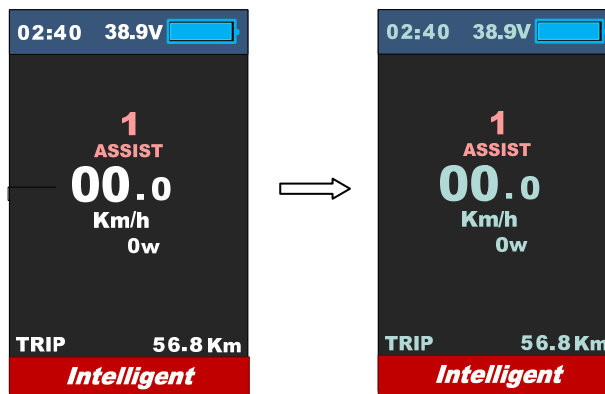 02:40 38.9V
1
ASSIST
00.0
Km/h
0w
TRIP 56.8 Km
Intelligent
02:40 38.9V
1
ASSIST
00.0
Km/h
0w
TRIP 56.8 Km
Intelligent